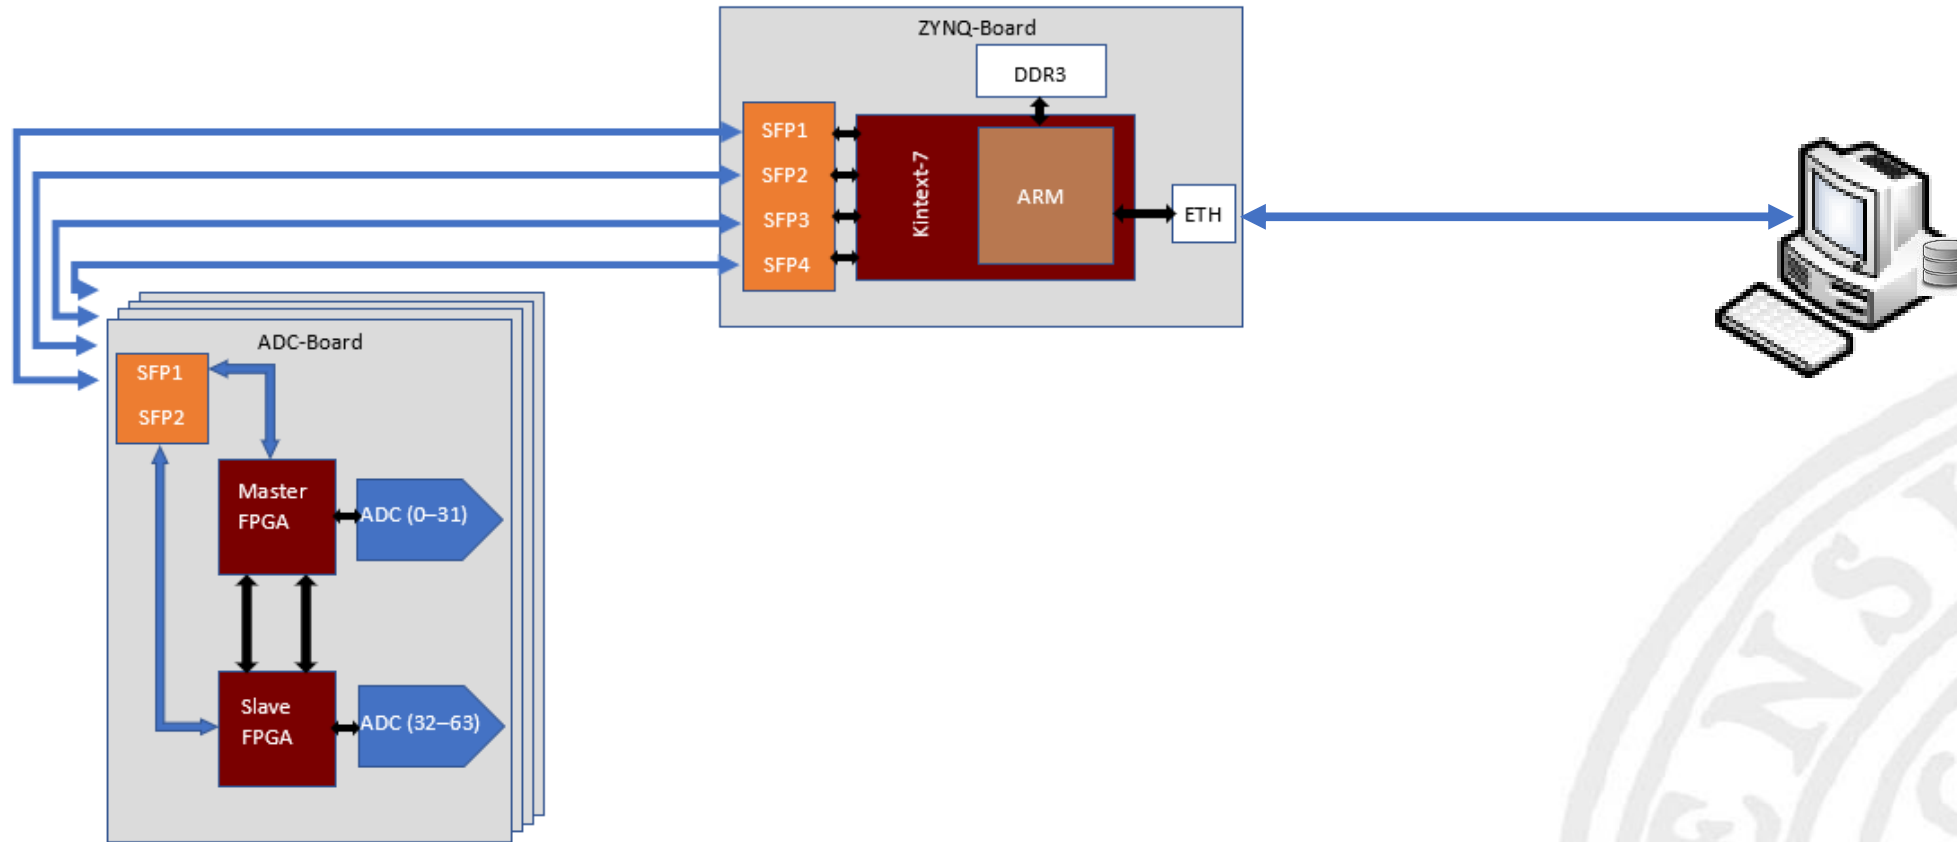 ZYNQ-Board
DDR3
SFP1
SFP2
SFP3
SFP4
Kintext-7
ARM
ETH
ADC-Board
SFP1
SFP2
Master
FPGA
ADC (0–31)
Slave
FPGA
ADC (32–63)